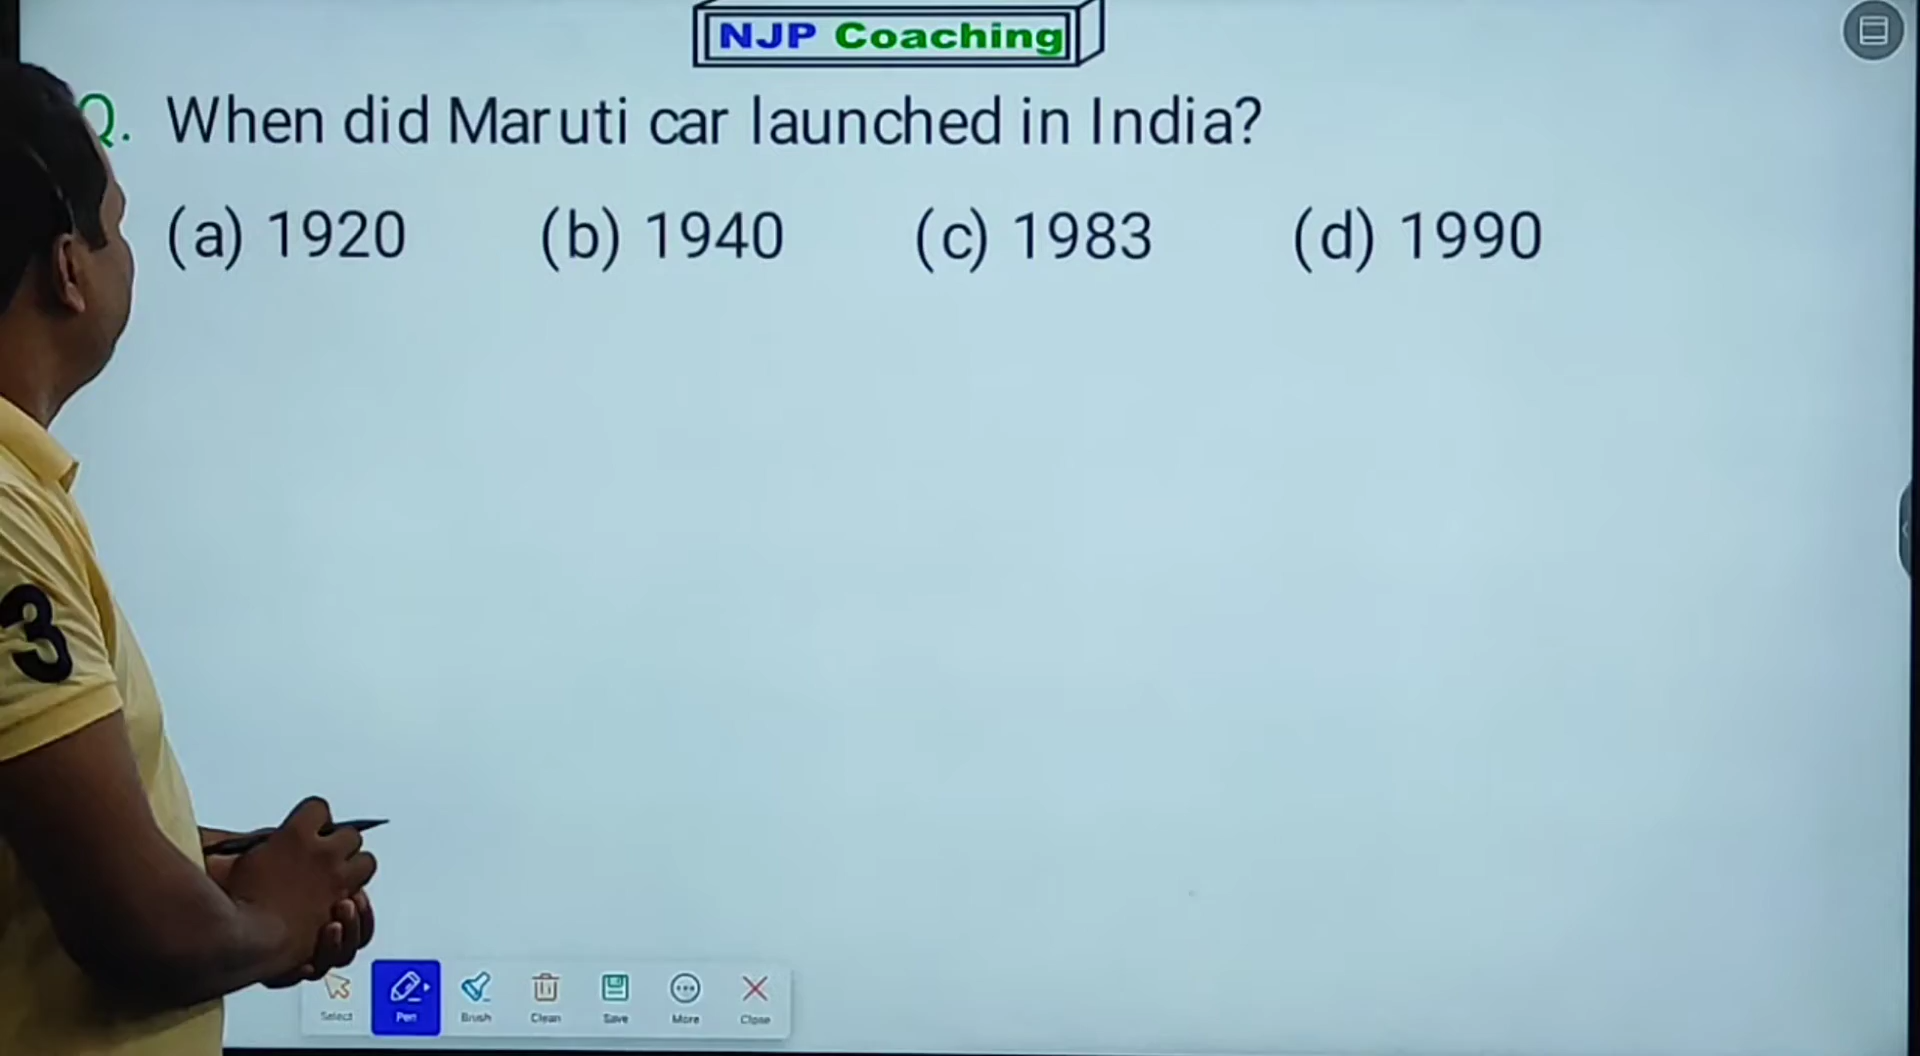 NJP Coaching
Q. When did Maruti car launched in India?
(a) 1920 (b) 1940 (c) 1983 (d) 1990
3
Select Pen Brush Clean Save More Close